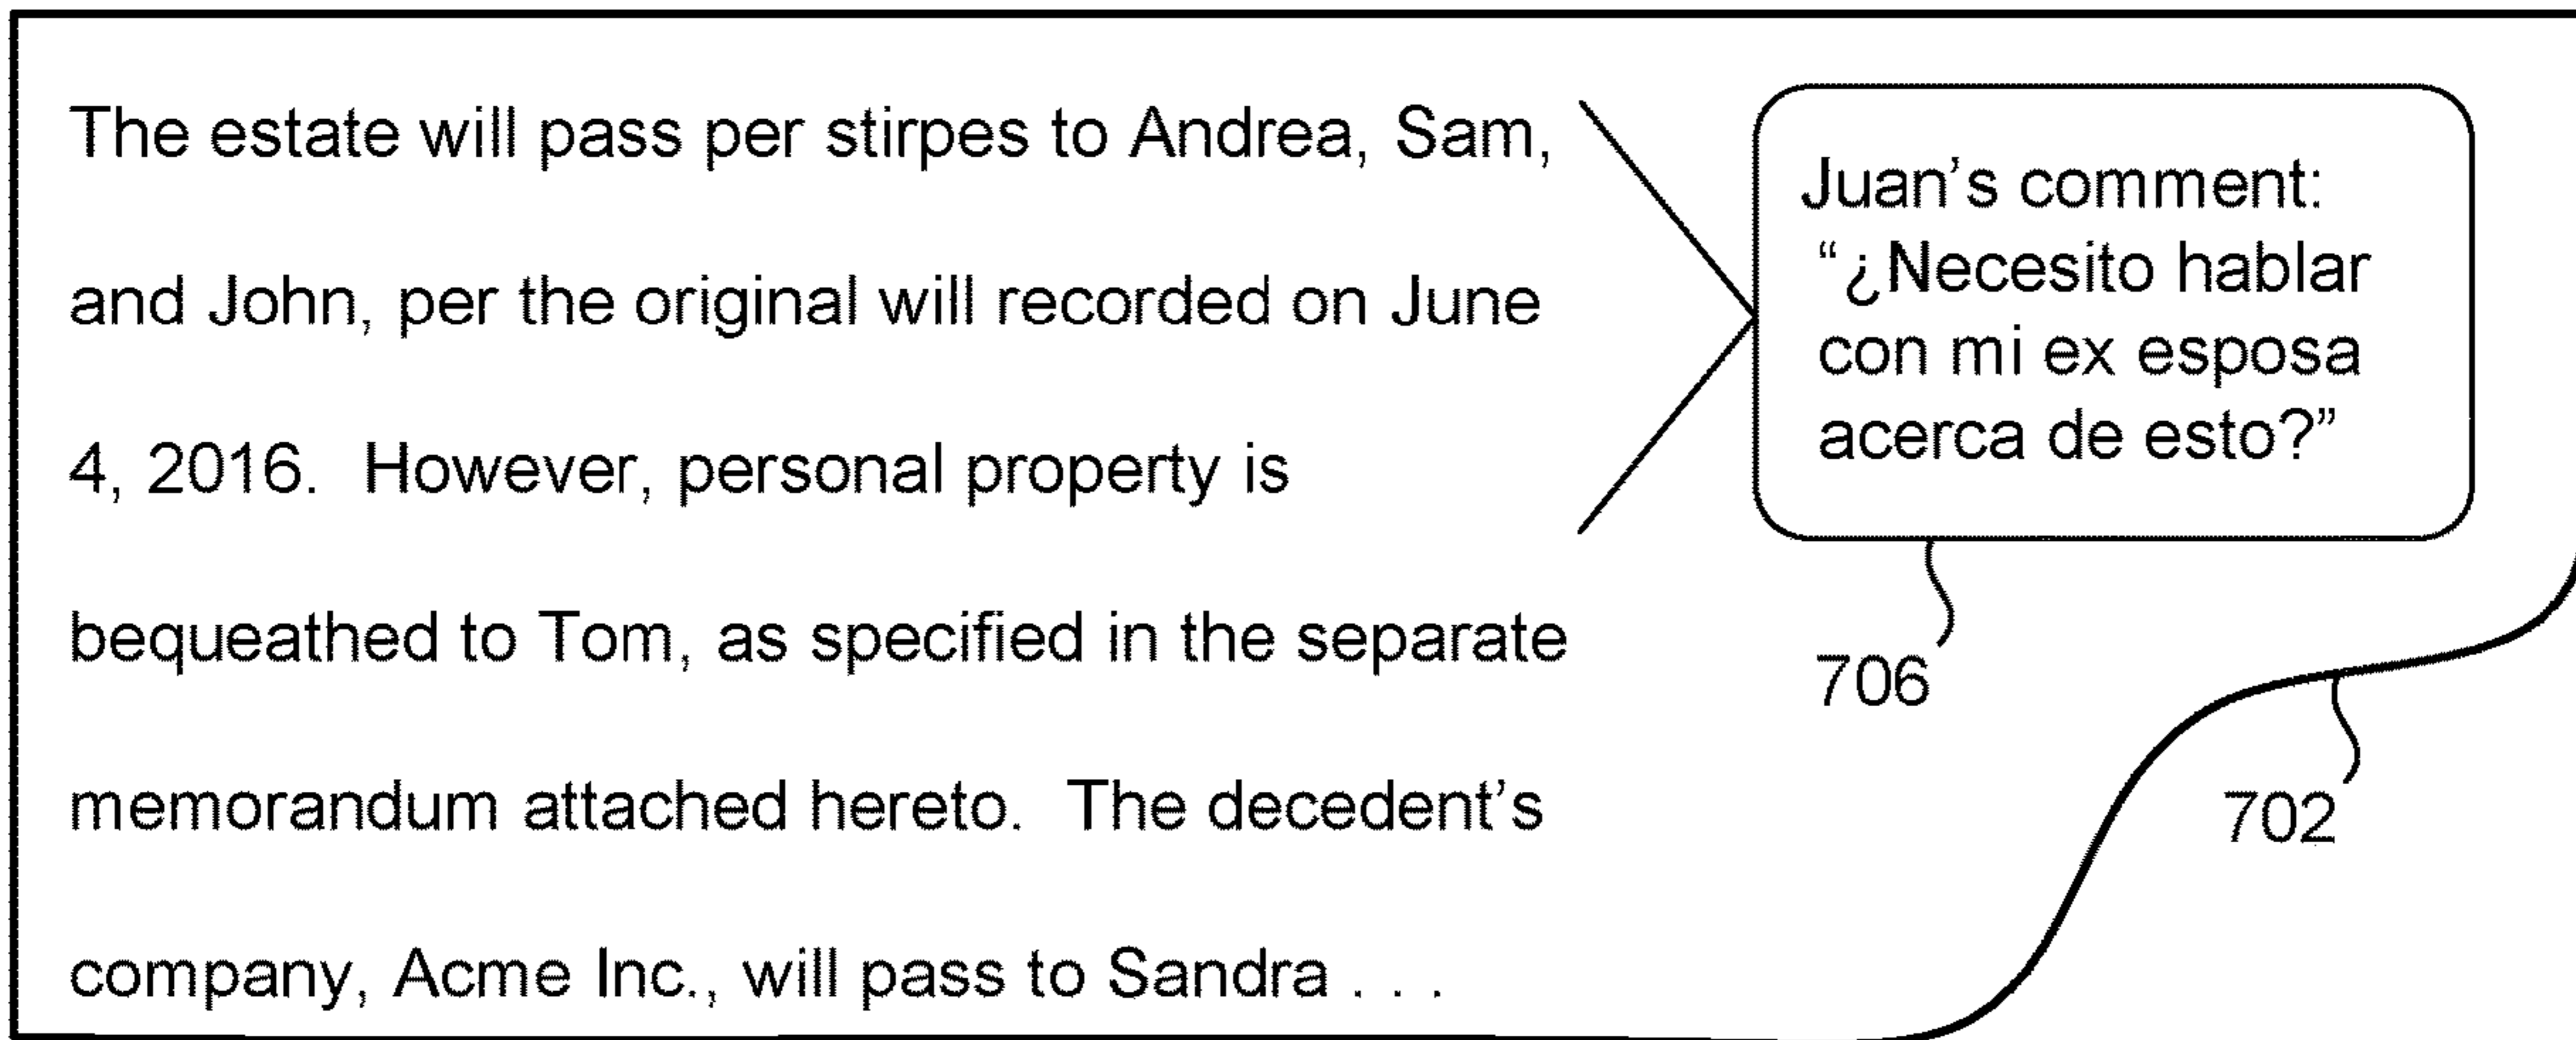 The estate will pass per stirpes to Andrea, Sam,
and John, per the original will recorded on June
4, 2016.  However, personal property is
bequeathed to Tom, as specified in the separate
memorandum attached hereto.  The decedent’s
company, Acme Inc., will pass to Sandra . . .
Juan’s comment:
“¿Necesito hablar
con mi ex esposa
acerca de esto?”
706
702